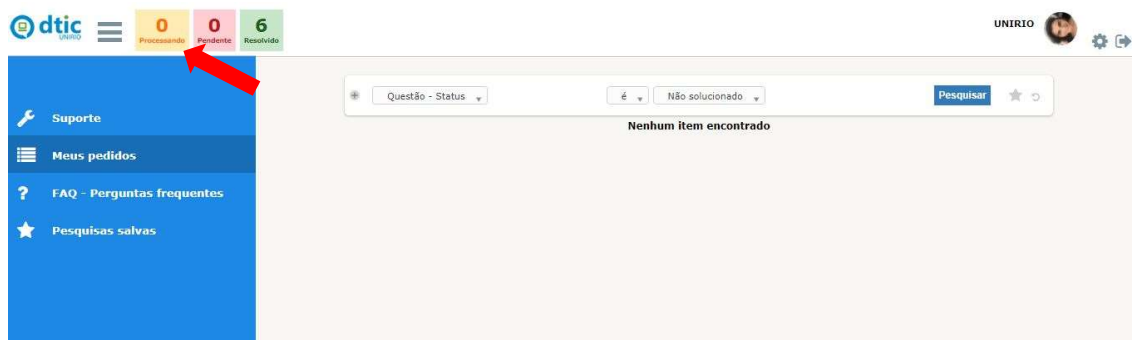 dtic
UNIRIO
0
Processando
0
Pendente
6
Resolvido
UNIRIO
Suporte
Meus pedidos
? FAQ - Perguntas frequentes
Pesquisas salvas
Questão - Status é Não solucionado Pesquisar
Nenhum item encontrado